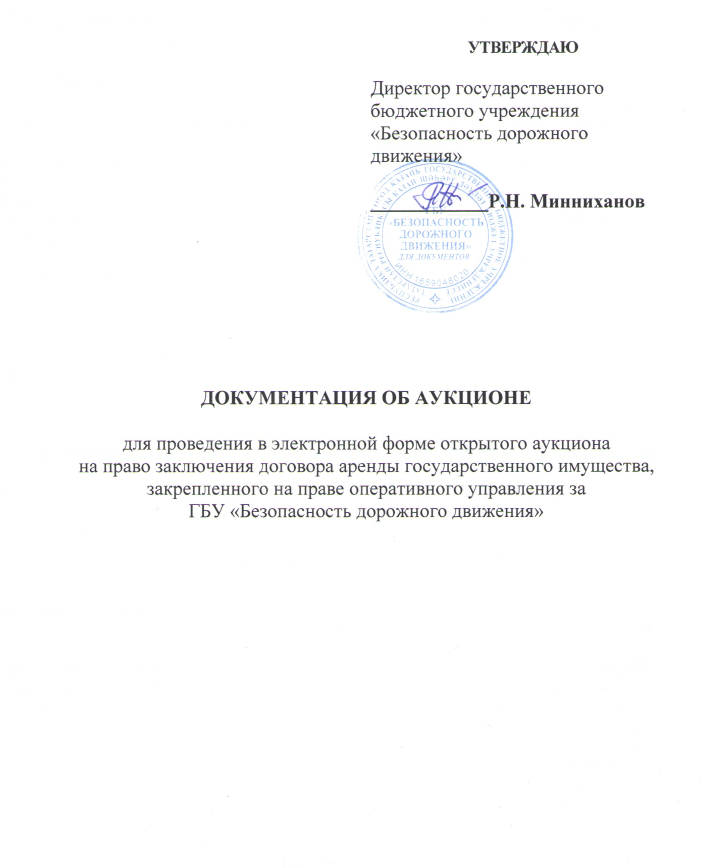 УТВЕРЖДАЮ
Директор государственного
бюджетного учреждения
«Безопасность дорожного
движения»
Р.Н. Минниханов
«БЕЗОПАСНОСТЬ
ДОРОЖНОГО
ДВИЖЕНИЯ»
ДЛЯ ДОКУМЕНТОВ
ДОКУМЕНТАЦИЯ ОБ АУКЦИОНЕ
для проведения в электронной форме открытого аукциона
на право заключения договора аренды государственного имущества,
закрепленного на праве оперативного управления за
ГБУ «Безопасность дорожного движения»